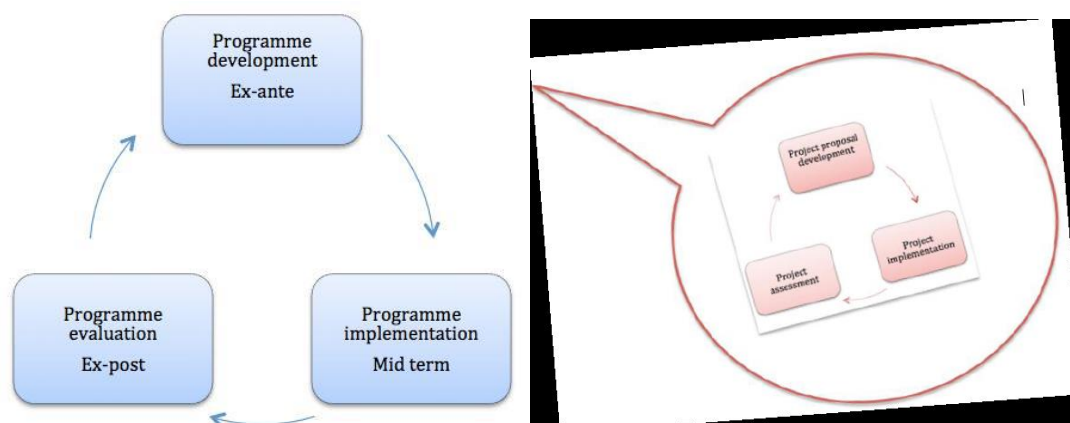 Programme
development
Ex-ante
Programme
evaluation
Ex-post
Programme
implementation
Mid term
Project proposal
development
Project
implementation
Project
assessment